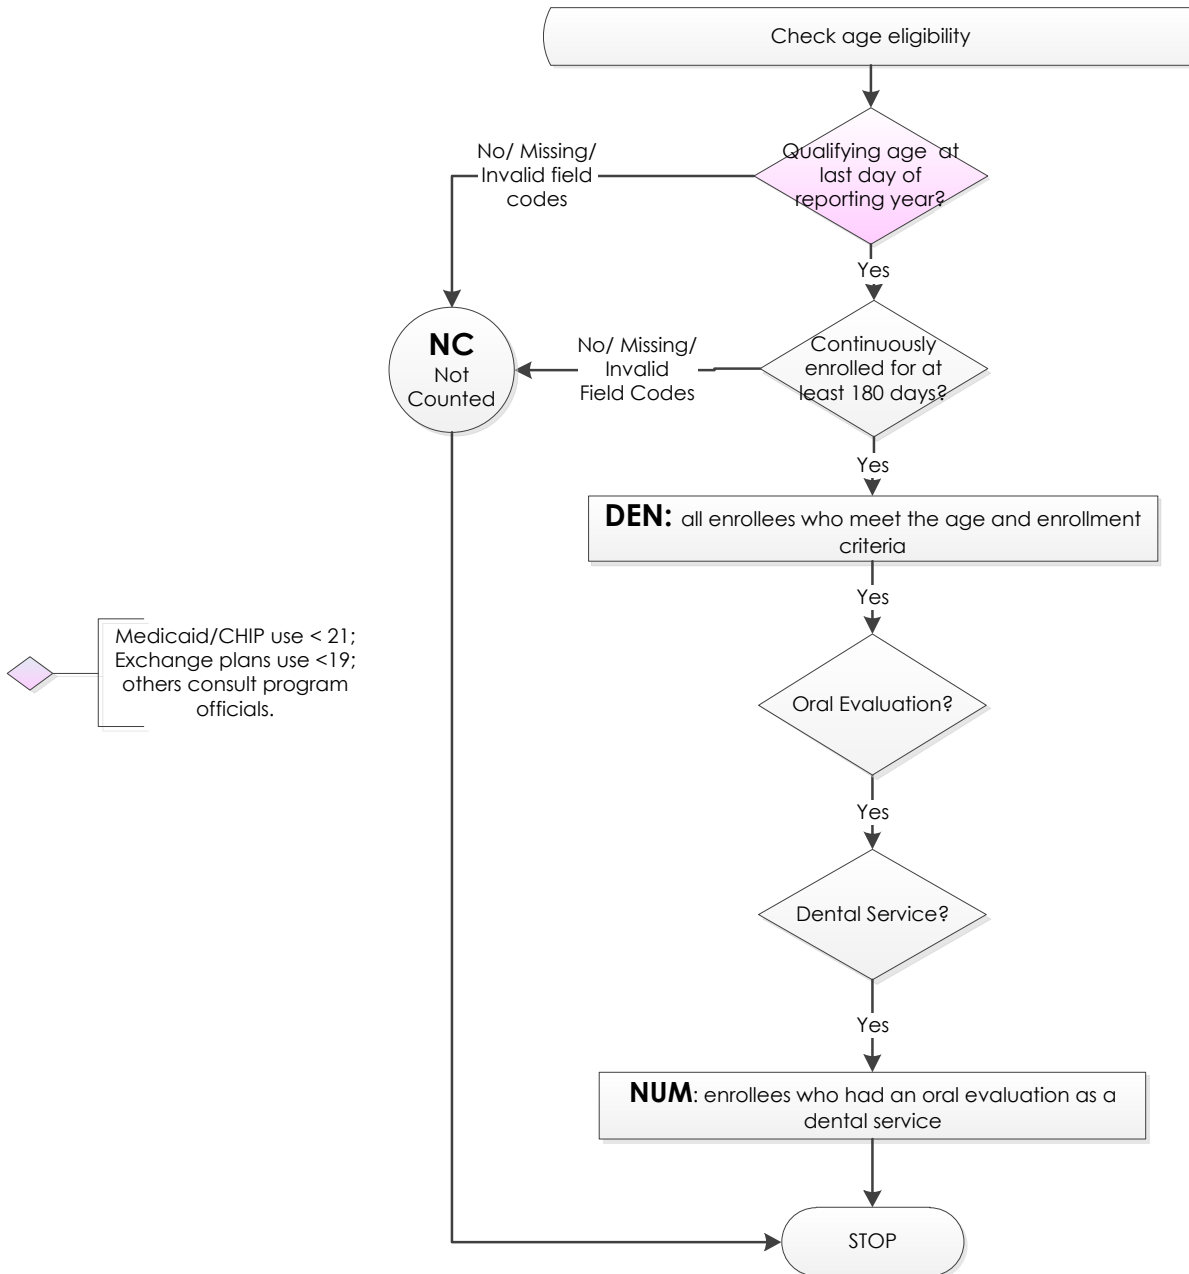 Check age eligibility
Qualifying age at
last day of
reporting year?
No/ Missing/
Invalid field
codes
Yes
NC
Not
Counted
No/ Missing/
Invalid
Field Codes
Continuously
enrolled for at
least 180 days?
Yes
DEN: all enrollees who meet the age and enrollment
criteria
Yes
Medicaid/CHIP use < 21;
Exchange plans use <19;
others consult program
officials.
Oral Evaluation?
Yes
Dental Service?
Yes
NUM: enrollees who had an oral evaluation as a
dental service
STOP